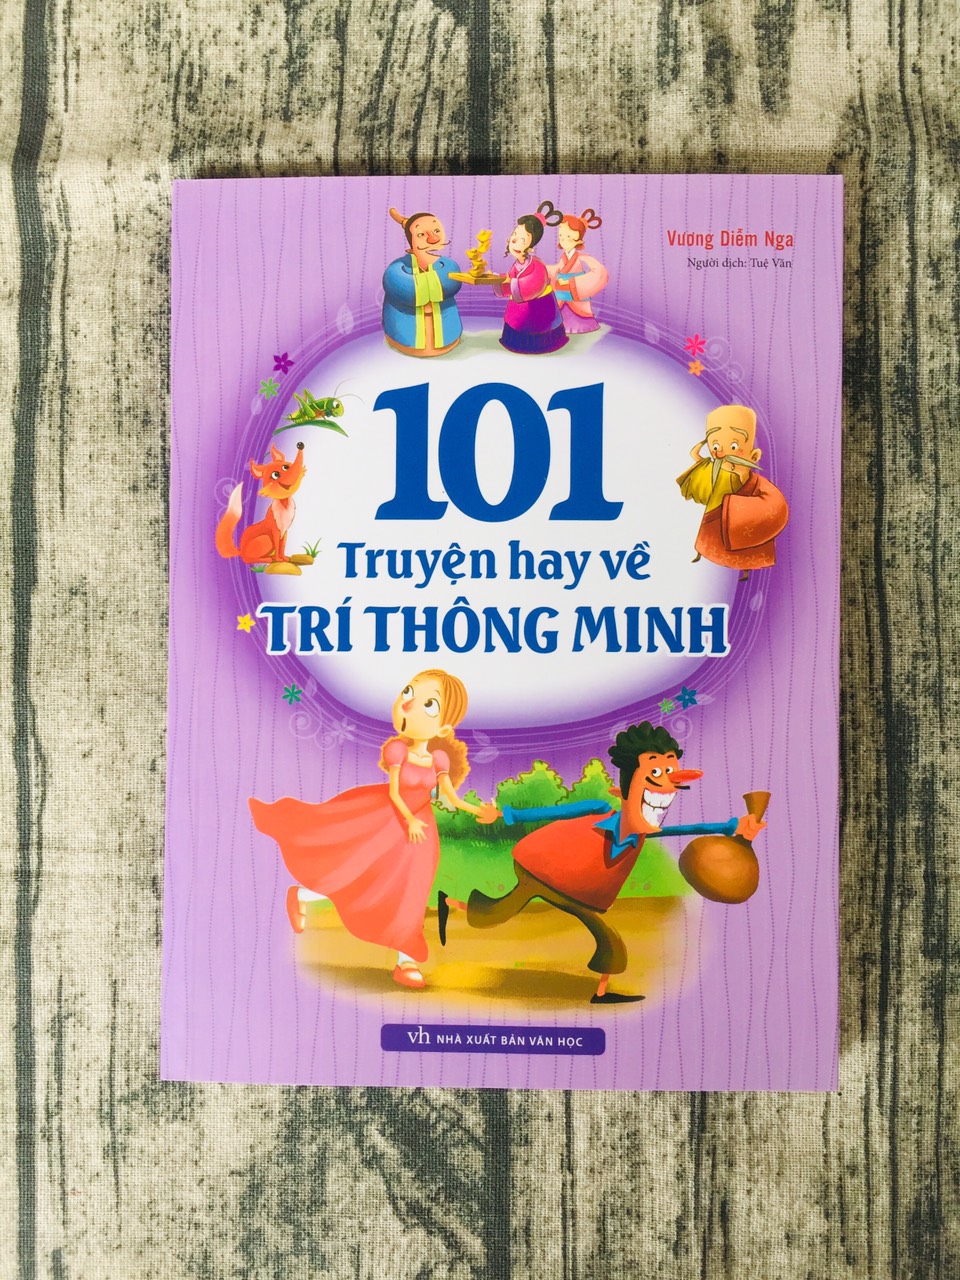 Vương Diễm Nga
Người dịch: Tuệ Văn
101
Truyện hay về
TRÍ THÔNG MINH
vh NHÀ XUẤT BẢN VĂN HỌC